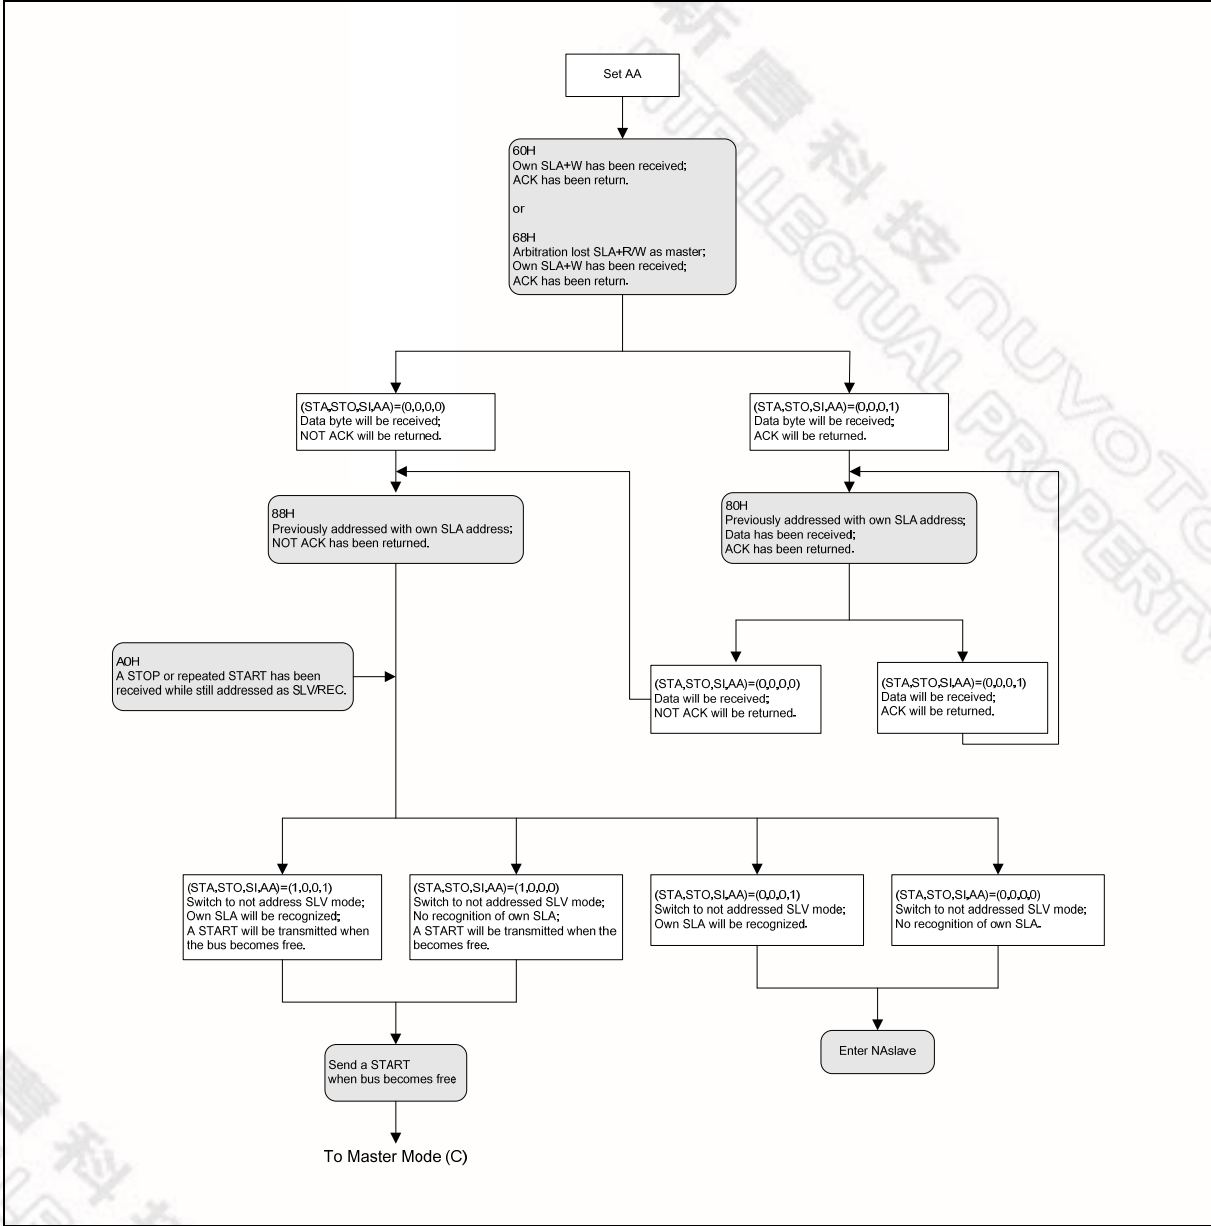 Set AA
60H
Own SLA+W has been received;
ACK has been return.
or
68H
Arbitration lost SLA+R/W as master;
Own SLA+W has been received;
ACK has been return.
(STA,STO,SI,AA)=(0,0,0,0)
Data byte will be received;
NOT ACK will be returned.
(STA,STO,SI,AA)=(0,0,0,1)
Data byte will be received;
ACK will be returned.
88H
Previously addressed with own SLA address;
NOT ACK has been returned.
80H
Previously addressed with own SLA address;
Data has been received;
ACK has been returned.
A0H
A STOP or repeated START has been
received while still addressed as SLV/REC.
(STA,STO,SI,AA)=(0,0,0,0)
Data will be received;
NOT ACK will be returned.
(STA,STO,SI,AA)=(0,0,0,1)
Data will be received;
ACK will be returned.
(STA,STO,SI,AA)=(1,0,0,1)
Switch to not address SLV mode;
Own SLA will be recognized;
A START will be transmitted when
the bus becomes free.
(STA,STO,SI,AA)=(1,0,0,0)
Switch to not addressed SLV mode;
No recognition of own SLA;
A START will be transmitted when the
becomes free.
(STA,STO,SI,AA)=(0,0,0,1)
Switch to not addressed SLV mode;
Own SLA will be recognized.
(STA,STO,SI,AA)=(0,0,0,0)
Switch to not addressed SLV mode;
No recognition of own SLA.
Send a START
when bus becomes free
Enter NAslave
To Master Mode (C)
新唐科技 nuvoTo
INTELLECTUAL PROPERTY
唐科技